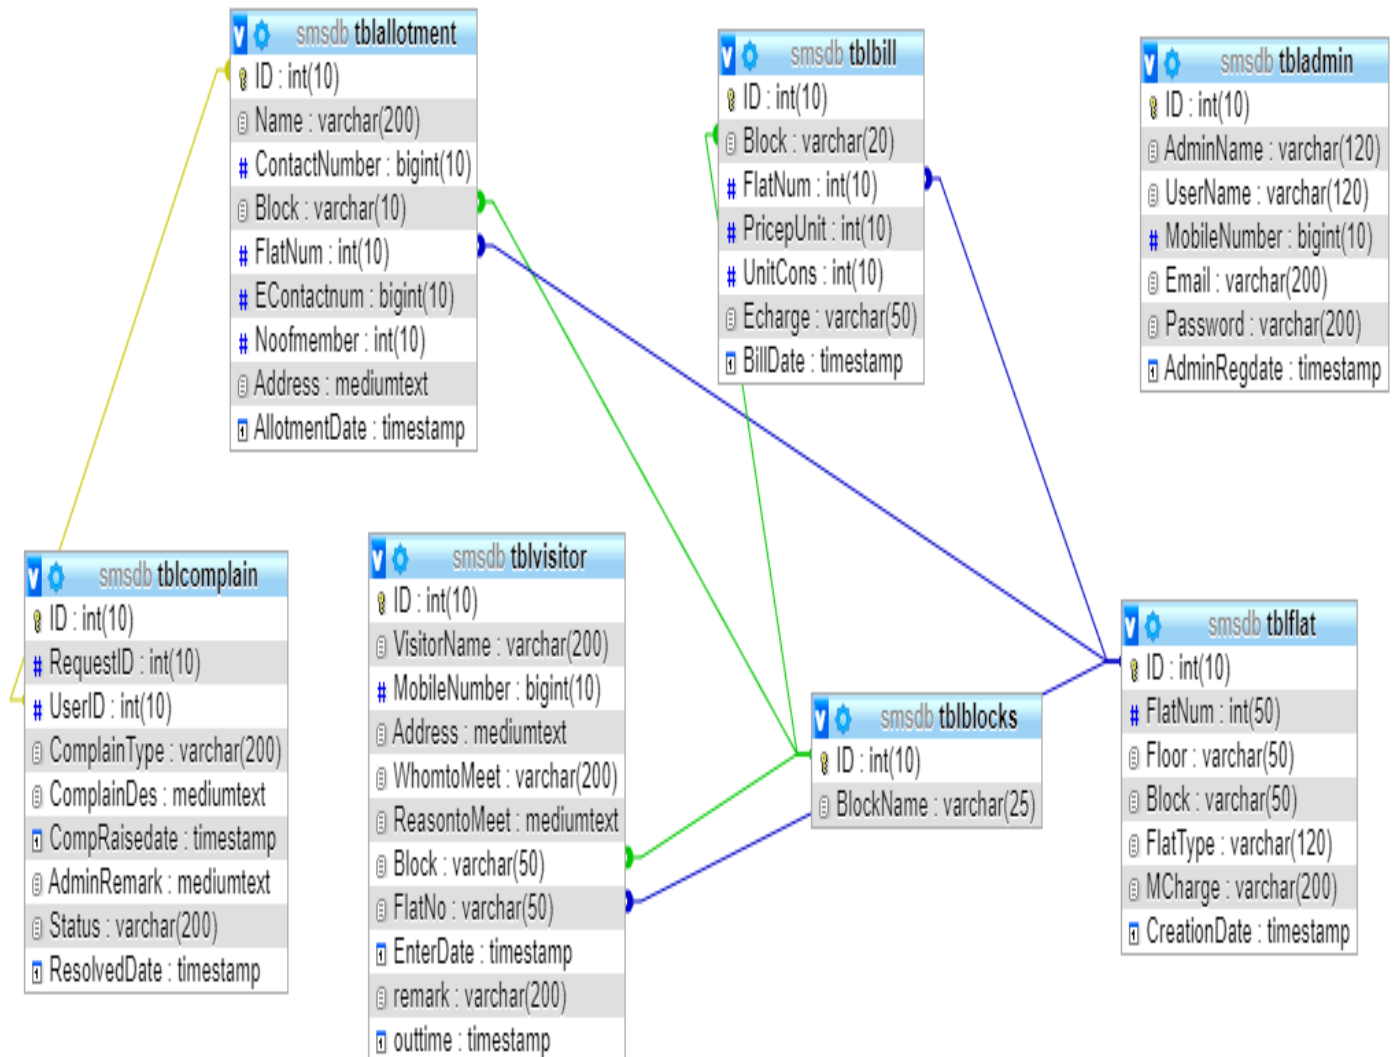 smsdb tblallotment
ID : int(10)
Name : varchar(200)
ContactNumber : bigint(10)
Block : varchar(10)
FlatNum : int(10)
EContactnum : bigint(10)
Noofmember : int(10)
Address : mediumtext
AllotmentDate : timestamp
smsdb tblbill
ID : int(10)
Block : varchar(20)
FlatNum : int(10)
PricepUnit : int(10)
UnitCons : int(10)
Echarge : varchar(50)
BillDate : timestamp
smsdb tbladmin
ID : int(10)
AdminName : varchar(120)
UserName : varchar(120)
MobileNumber : bigint(10)
Email : varchar(200)
Password : varchar(200)
AdminRegdate : timestamp
smsdb tblcomplain
ID : int(10)
RequestID : int(10)
UserID : int(10)
ComplainType : varchar(200)
ComplainDes : mediumtext
CompRaisedate : timestamp
AdminRemark : mediumtext
Status : varchar(200)
ResolvedDate : timestamp
smsdb tblvisitor
ID : int(10)
VisitorName : varchar(200)
MobileNumber : bigint(10)
Address : mediumtext
WhomtoMeet : varchar(200)
ReasontoMeet : mediumtext
Block : varchar(50)
FlatNo : varchar(50)
EnterDate : timestamp
remark : varchar(200)
outtime : timestamp
smsdb tblblocks
ID : int(10)
BlockName : varchar(25)
smsdb tblflat
ID : int(10)
FlatNum : int(50)
Floor : varchar(50)
Block : varchar(50)
FlatType : varchar(120)
MCharge : varchar(200)
CreationDate : timestamp